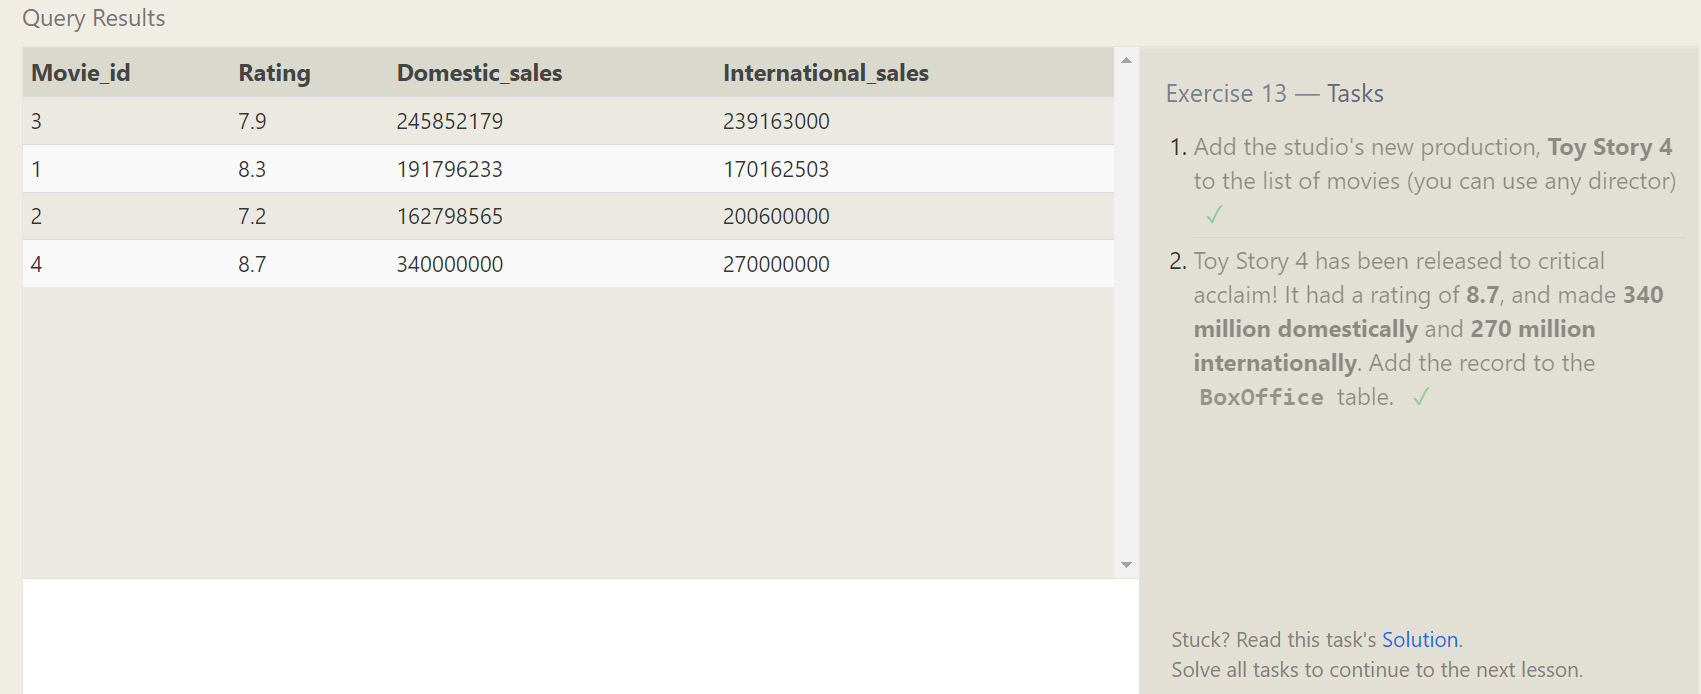 Query Results
Movie_id Rating Domestic_sales International_sales
3 7.9 245852179 239163000
1 8.3 191796233 170162503
2 7.2 162798565 200600000
4 8.7 340000000 270000000
Exercise 13 — Tasks
1. Add the studio's new production, Toy Story 4
to the list of movies (you can use any director)
✓
2. Toy Story 4 has been released to critical
acclaim! It had a rating of 8.7, and made 340
million domestically and 270 million
internationally. Add the record to the
BoxOffice table. ✓
Stuck? Read this task's Solution.
Solve all tasks to continue to the next lesson.